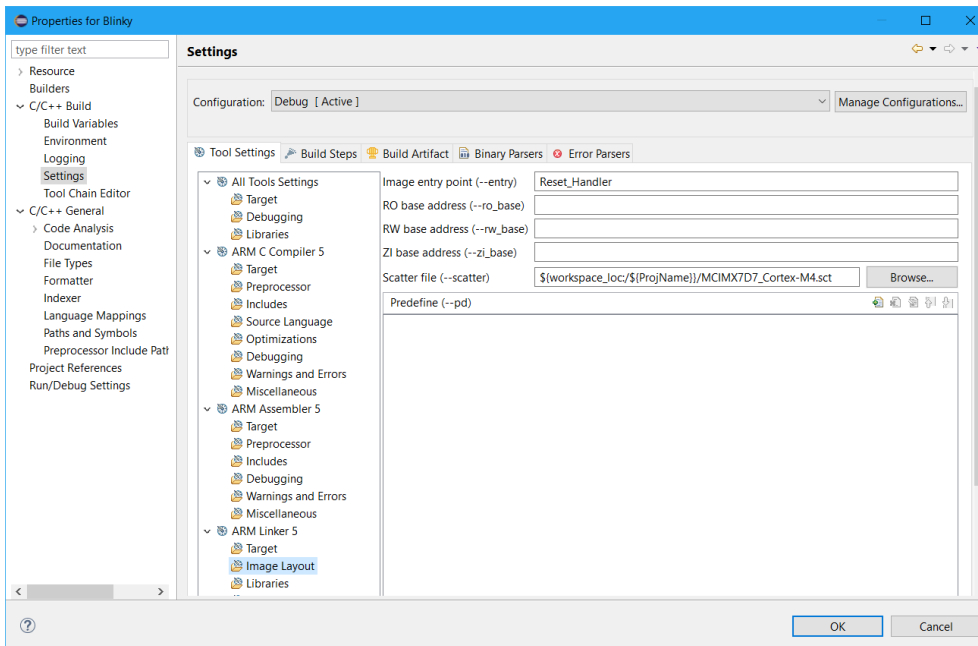 Properties for Blinky
type filter text
Resource
Builders
C/C++ Build
Build Variables
Environment
Logging
Settings
Tool Chain Editor
C/C++ General
Code Analysis
Documentation
File Types
Formatter
Indexer
Language Mappings
Paths and Symbols
Preprocessor Include Path
Project References
Run/Debug Settings
Settings
Configuration: Debug [ Active ] Manage Configurations...
Tool Settings Build Steps Build Artifact Binary Parsers Error Parsers
All Tools Settings
Target
Debugging
Libraries
ARM C Compiler 5
Target
Preprocessor
Includes
Source Language
Optimizations
Debugging
Warnings and Errors
Miscellaneous
ARM Assembler 5
Target
Preprocessor
Includes
Debugging
Warnings and Errors
Miscellaneous
ARM Linker 5
Target
Image Layout
Libraries
Image entry point (--entry) Reset_Handler
RO base address (--ro_base)
RW base address (--rw_base)
ZI base address (--zi_base)
Scatter file (--scatter) ${workspace_loc:/${ProjName}}/MCIMX7D7_Cortex-M4.sct Browse...
Predefine (--pd)
OK Cancel